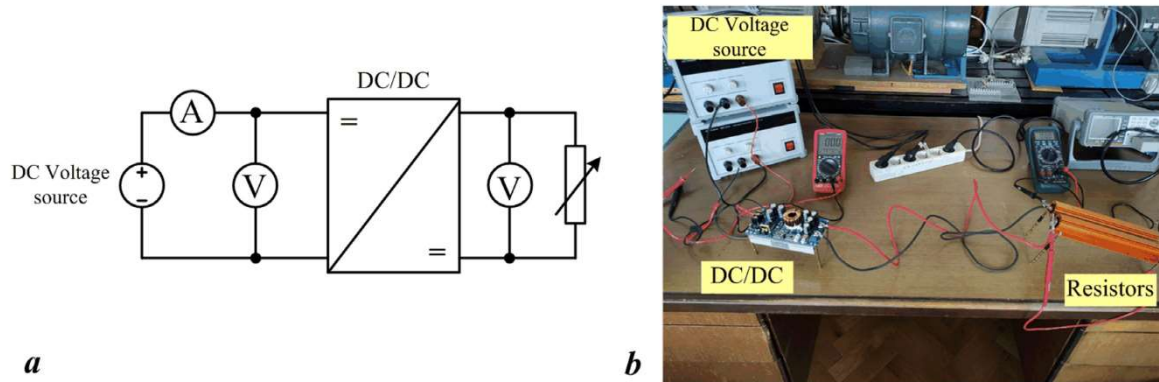 DC/DC
A
=
DC Voltage
source
+
-
V
V
=
a
DC Voltage
source
DC/DC
Resistors
b